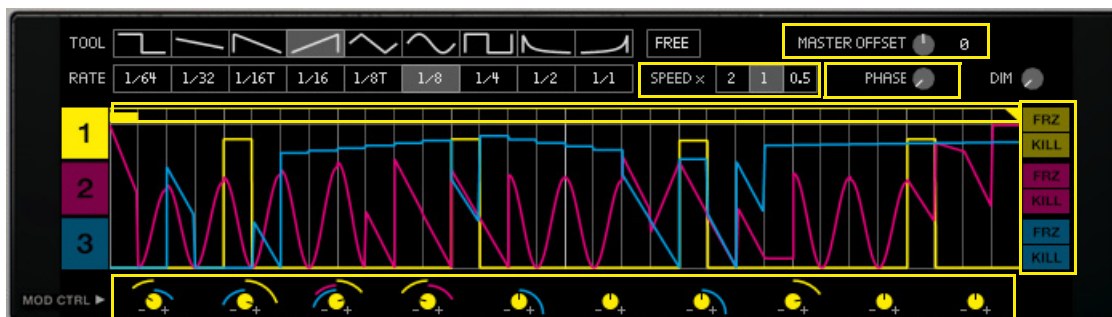 TOOL FREE MASTER OFFSET 0
RATE 1/64 1/32 1/16T 1/16 1/8T 1/8 1/4 1/2 1/1 SPEED × 2 1 0.5 PHASE DIM
1 FRZ
KILL
2 FRZ
KILL
3 FRZ
KILL
MOD CTRL ▶ - + - + - + - + - + - + - + - + - + - +